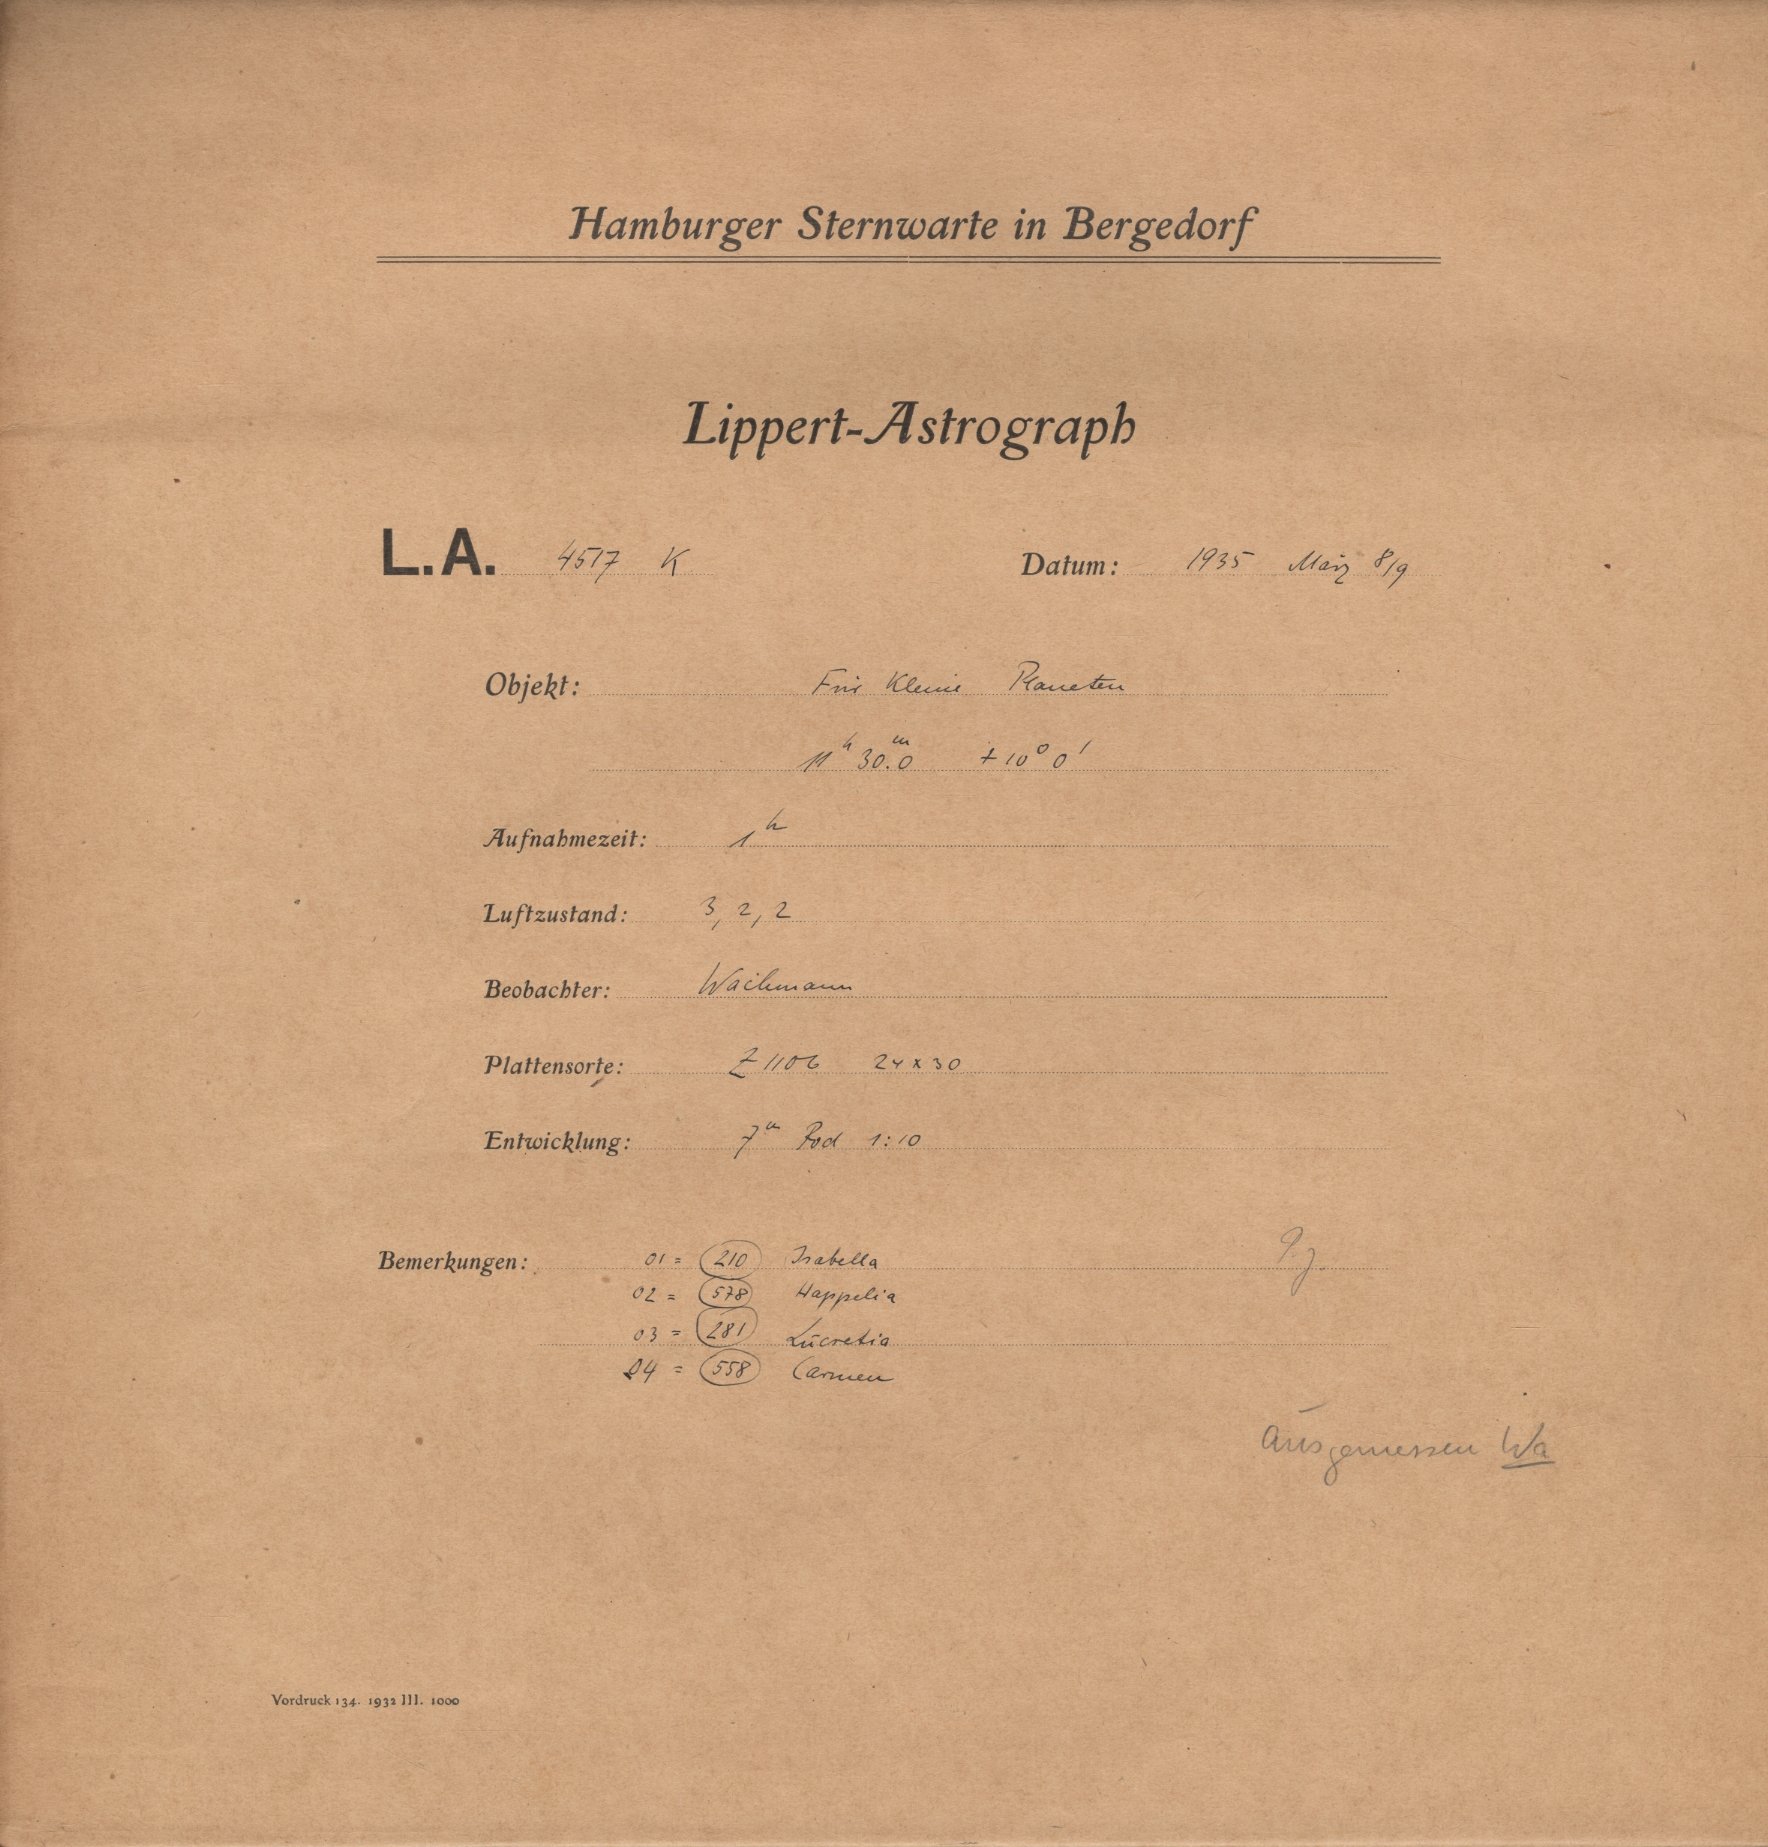 Hamburger Sternwarte in Bergedorf
Lippert-Astrograph
L.A. 4517 K Datum: 1935 März 8/9
Objekt: Für Kleine Planeten
11h 30.m0 + 10° 0'
Aufnahmezeit: 1h
Luftzustand: 3, 2, 2
Beobachter: Wachmann
Plattensorte: Z 1106 24 x 30
Entwicklung: 7m Rod 1:10
Bemerkungen: 01 = 210 Isabella
02 = 578 Happelia
03 = 281 Lucretia
04 = 558 Carmen
Ausgemessen Wa
Vordruck 134. 1932 III. 1000